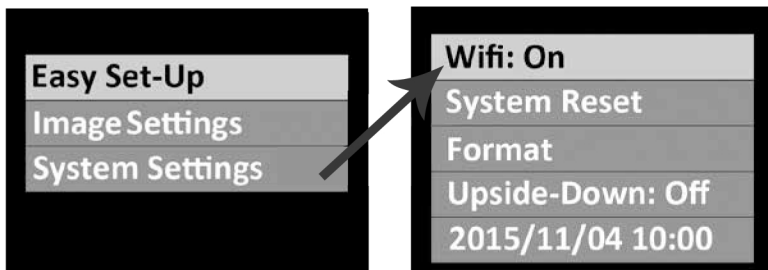 Easy Set-Up
Image Settings
System Settings
Wifi: On
System Reset
Format
Upside-Down: Off
2015/11/04 10:00